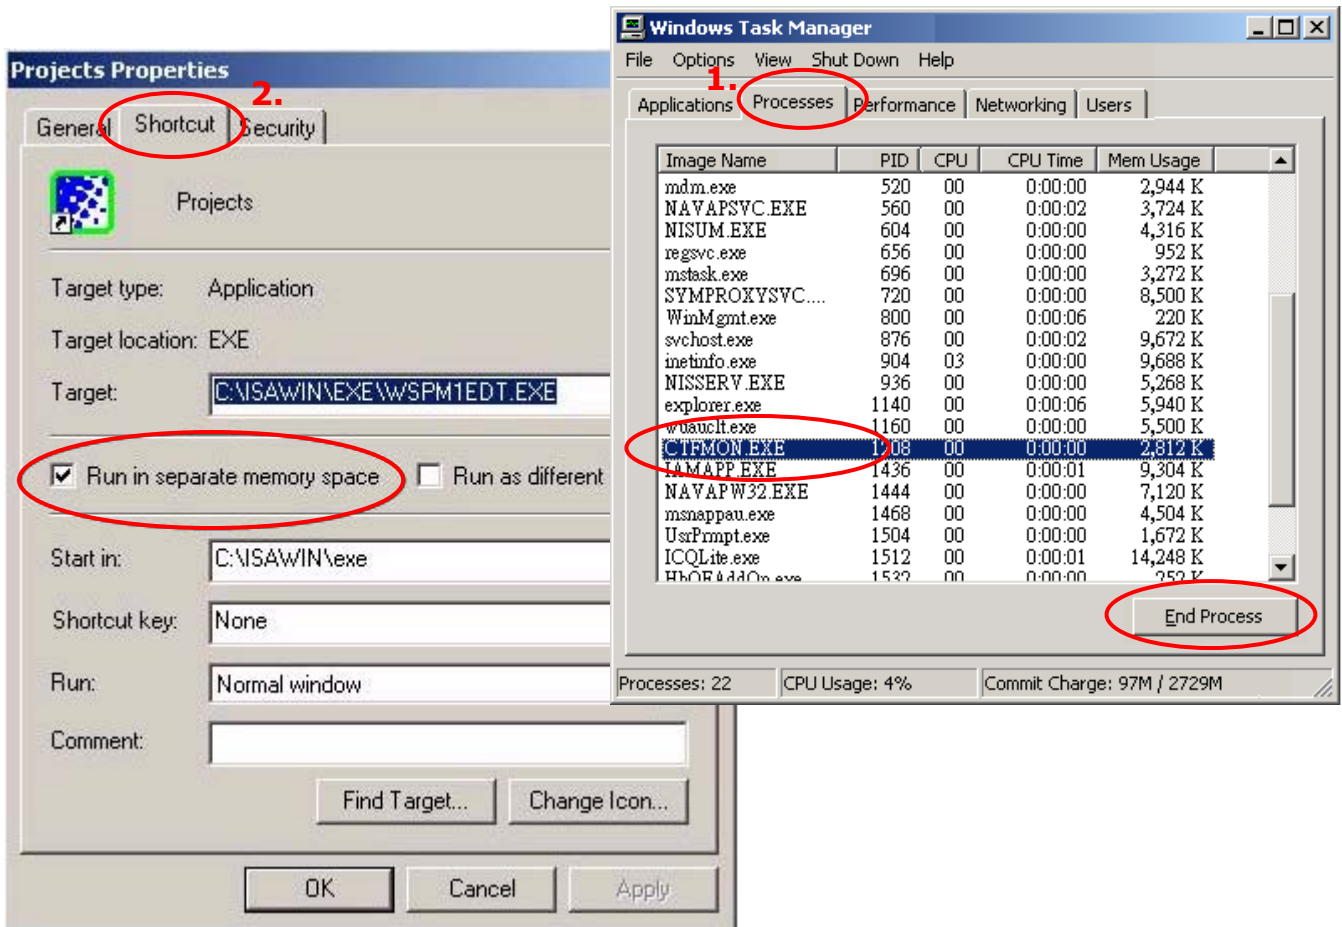 Projects Properties
2.
General Shortcut Security
Projects
Target type: Application
Target location: EXE
Target: C:\ISAWIN\EXE\WSPM1EDT.EXE
Run in separate memory space Run as different
Start in: C:\ISAWIN\exe
Shortcut key: None
Run: Normal window
Comment:
Find Target... Change Icon...
OK Cancel Apply
Windows Task Manager
File Options View Shut Down Help
1.
Applications Processes Performance Networking Users
Image Name PID CPU CPU Time Mem Usage
mdm.exe 520 00 0:00:00 2,944 K
NAVAPSVC.EXE 560 00 0:00:02 3,724 K
NISUM.EXE 604 00 0:00:00 4,316 K
regsvc.exe 656 00 0:00:00 952 K
mstask.exe 696 00 0:00:00 3,272 K
SYMPROXYSVC.... 720 00 0:00:00 8,500 K
WinMgmt.exe 800 00 0:00:06 220 K
svchost.exe 876 00 0:00:02 9,672 K
inetinfo.exe 904 03 0:00:00 9,688 K
NISSERV.EXE 936 00 0:00:00 5,268 K
explorer.exe 1140 00 0:00:06 5,940 K
wuauclt.exe 1160 00 0:00:00 5,500 K
CTFMON.EXE 1208 00 0:00:00 2,812 K
IAMAPP.EXE 1436 00 0:00:01 9,304 K
NAVAPW32.EXE 1444 00 0:00:00 7,120 K
msnappau.exe 1468 00 0:00:00 4,504 K
UsrPrmpt.exe 1504 00 0:00:00 1,672 K
ICQLite.exe 1512 00 0:00:01 14,248 K
1532 00 0:00:00 252 K
End Process
Processes: 22 CPU Usage: 4% Commit Charge: 97M / 2729M